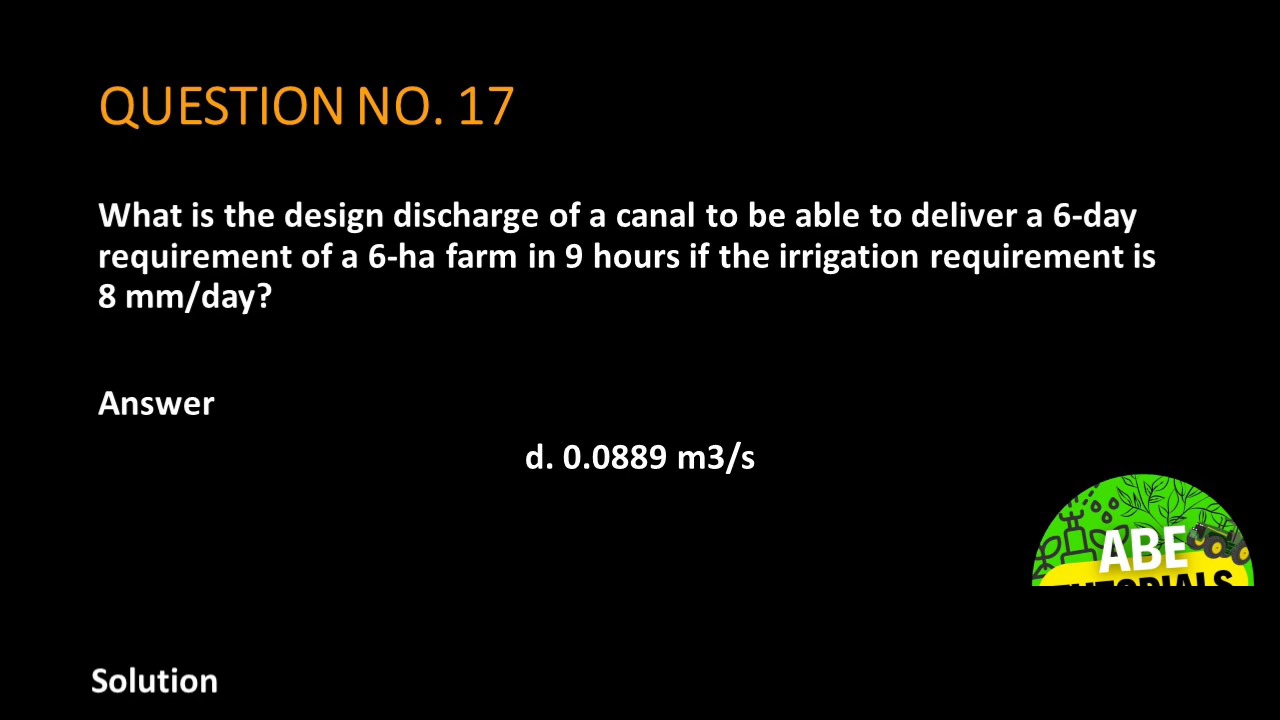 QUESTION NO. 17
What is the design discharge of a canal to be able to deliver a 6-day
requirement of a 6-ha farm in 9 hours if the irrigation requirement is
8 mm/day?
Answer
d. 0.0889 m3/s
ABE
TUTORIALS
Solution